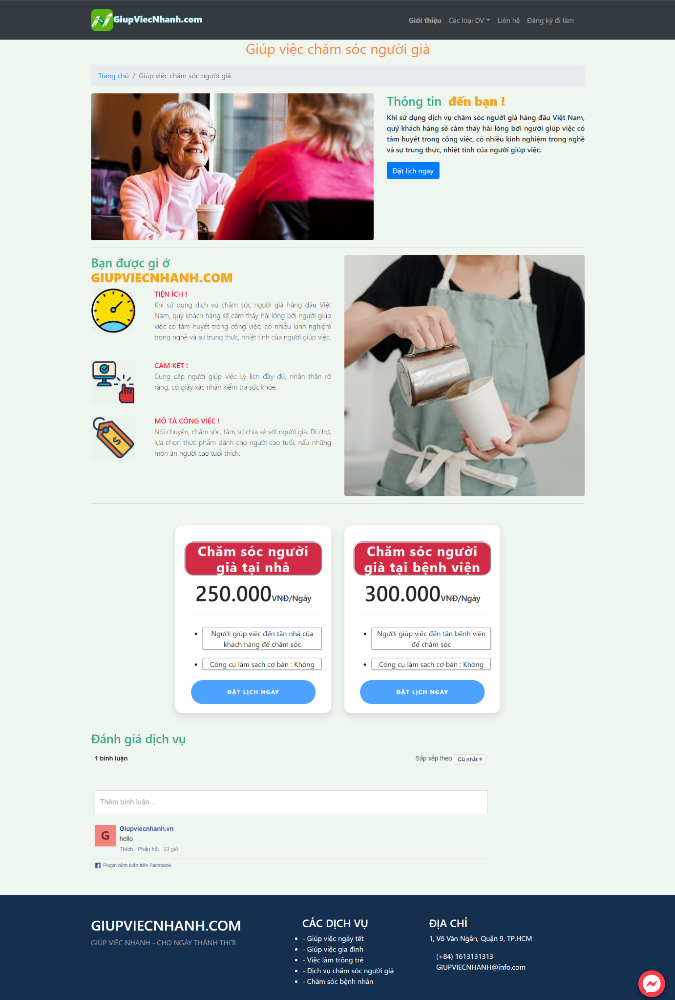 GiupViecNhanh.com
Giới thiệu Các loại DV Liên hệ Đăng ký đi làm
Giúp việc chăm sóc người già
Trang chủ / Giúp việc chăm sóc người già
Thông tin đến bạn !
Khi sử dụng dịch vụ chăm sóc người già hàng đầu Việt Nam,
quý khách hàng sẽ cảm thấy hài lòng bởi người giúp việc có
tâm huyết trong công việc, có nhiều kinh nghiệm trong nghề
và sự trung thực, nhiệt tình của người giúp việc.
Đặt lịch ngay
Bạn được gì ở
GIUPVIECNHANH.COM
TIỆN ÍCH !
Khi sử dụng dịch vụ chăm sóc người già hàng đầu Việt
Nam, quý khách hàng sẽ cảm thấy hài lòng bởi người giúp
việc có tâm huyết trong công việc, có nhiều kinh nghiệm
trong nghề và sự trung thực, nhiệt tình của người giúp việc.
CAM KẾT !
Cung cấp người giúp việc Lý lịch đầy đủ, nhân thân rõ
ràng, có giấy xác nhận kiểm tra sức khỏe.
MÔ TẢ CÔNG VIỆC !
Nói chuyện, chăm sóc, tâm sự chia sẻ với người già. Đi chợ,
lựa chọn thực phẩm dành cho người cao tuổi, nấu những
món ăn người cao tuổi thích.
Chăm sóc người
già tại nhà
250.000VNĐ/Ngày
Người giúp việc đến tận nhà của
khách hàng để chăm sóc
Công cụ làm sạch cơ bản : Không
ĐẶT LỊCH NGAY
Chăm sóc người
già tại bệnh viện
300.000VNĐ/Ngày
Người giúp việc đến tận bệnh viện
để chăm sóc
Công cụ làm sạch cơ bản : Không
ĐẶT LỊCH NGAY
Đánh giá dịch vụ
1 bình luận
Sắp xếp theo Cũ nhất
Thêm bình luận...
G
Giupviecnhanh.vn
hello
Thích · Phản hồi · 23 giờ
Plugin bình luận trên Facebook
GIUPVIECNHANH.COM
GIÚP VIỆC NHANH - CHO NGÀY THẢNH THƠI
CÁC DỊCH VỤ
- Giúp việc ngày tết
- Giúp việc gia đình
- Việc làm trông trẻ
- Dịch vụ chăm sóc người già
- Chăm sóc bệnh nhân
ĐỊA CHỈ
1, Võ Văn Ngân, Quận 9, TP.HCM
(+84) 1613131313
GIUPVIECNHANH@info.com